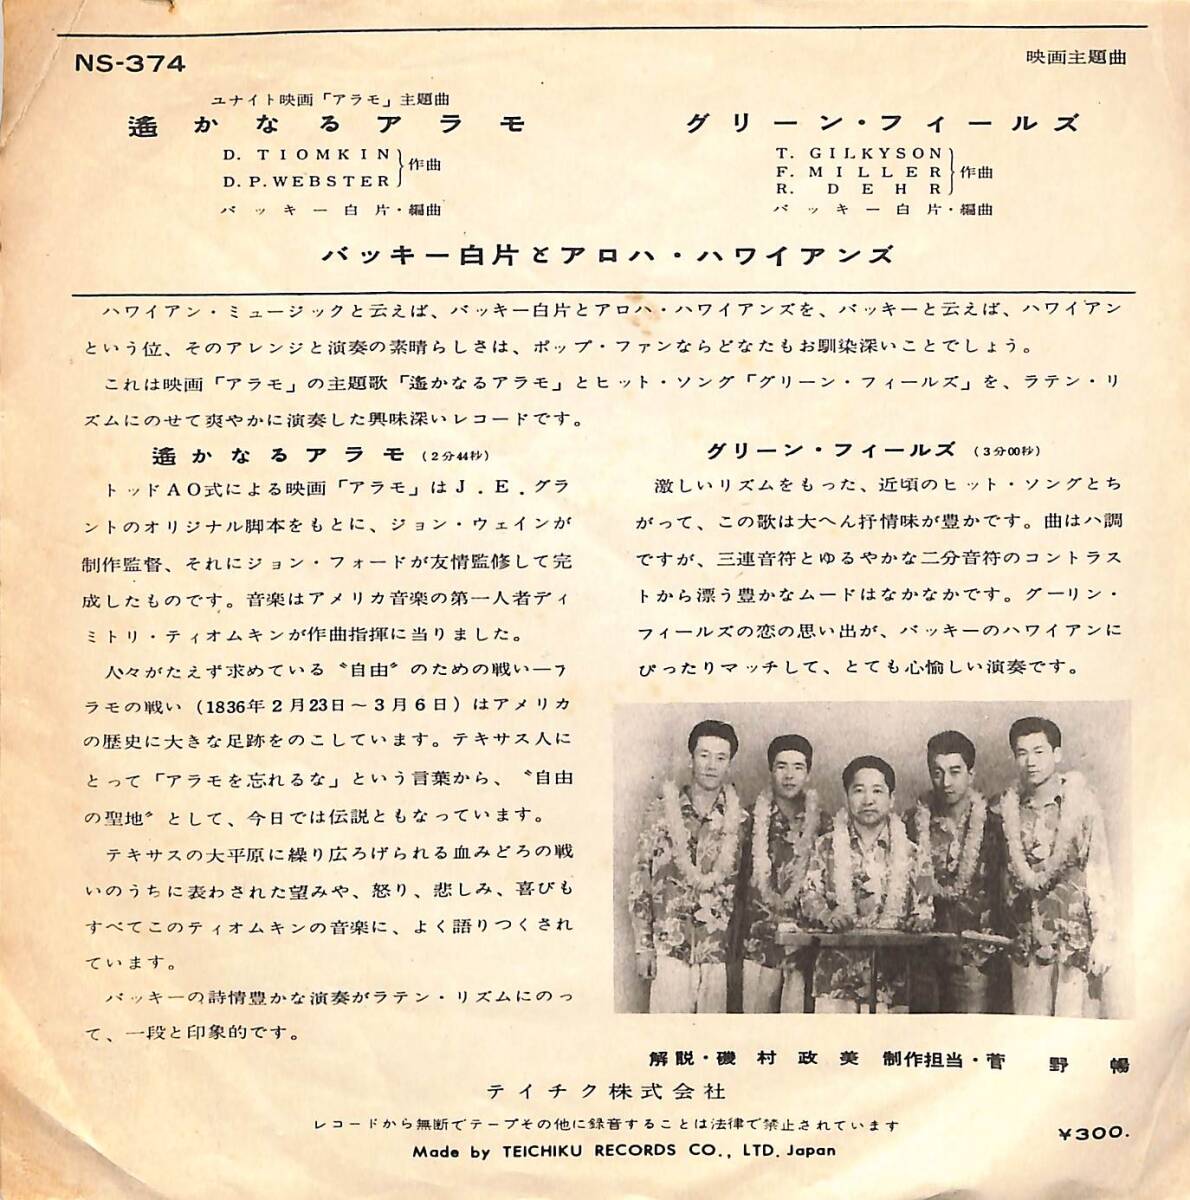 NS-374
映画主題曲
ユナイト映画「アラモ」主題曲
遙かなるアラモ
D. TIOMKIN
D. P. WEBSTER
作曲
バッキー白片・編曲
グリーン・フィールズ
T. GILKYSON
F. MILLER
R. DEHR
作曲
バッキー白片・編曲
バッキー白片とアロハ・ハワイアンズ
ハワイアン・ミュージックと云えば、バッキー白片とアロハ・ハワイアンズを、バッキーと云えば、ハワイアン
という位、そのアレンジと演奏の素晴らしさは、ポップ・ファンならどなたもお馴染深いことでしょう。
これは映画「アラモ」の主題歌「遙かなるアラモ」とヒット・ソング「グリーン・フィールズ」を、ラテン・リ
ズムにのせて爽やかに演奏した興味深いレコードです。
遙かなるアラモ（2分44秒）
トッドAO式による映画「アラモ」はJ．E．グラ
ントのオリジナル脚本をもとに、ジョン・ウェインが
制作監督、それにジョン・フォードが友情監修して完
成したものです。音楽はアメリカ音楽の第一人者ディ
ミトリ・ティオムキンが作曲指揮に当りました。
人々がたえず求めている〝自由〟のための戦い―ア
ラモの戦い（1836年2月23日～3月6日）はアメリカ
の歴史に大きな足跡をのこしています。テキサス人に
とって「アラモを忘れるな」という言葉から、〝自由
の聖地〟として、今日では伝説ともなっています。
テキサスの大平原に繰り広ろげられる血みどろの戦
いのうちに表わされた望みや、怒り、悲しみ、喜びも
すべてこのティオムキンの音楽に、よく語りつくされ
ています。
バッキーの詩情豊かな演奏がラテン・リズムにのっ
て、一段と印象的です。
グリーン・フィールズ（3分00秒）
激しいリズムをもった、近頃のヒット・ソングとち
がって、この歌は大へん抒情味が豊かです。曲はハ調
ですが、三連音符とゆるやかな二分音符のコントラス
トから漂う豊かなムードはなかなかです。グーリン・
フィールズの恋の思い出が、バッキーのハワイアンに
ぴったりマッチして、とても心愉しい演奏です。
解説・磯村政美 制作担当・菅野暢
テイチク株式会社
レコードから無断でテープその他に録音することは法律で禁止されています
Made by TEICHIKU RECORDS CO., LTD. Japan
¥300.